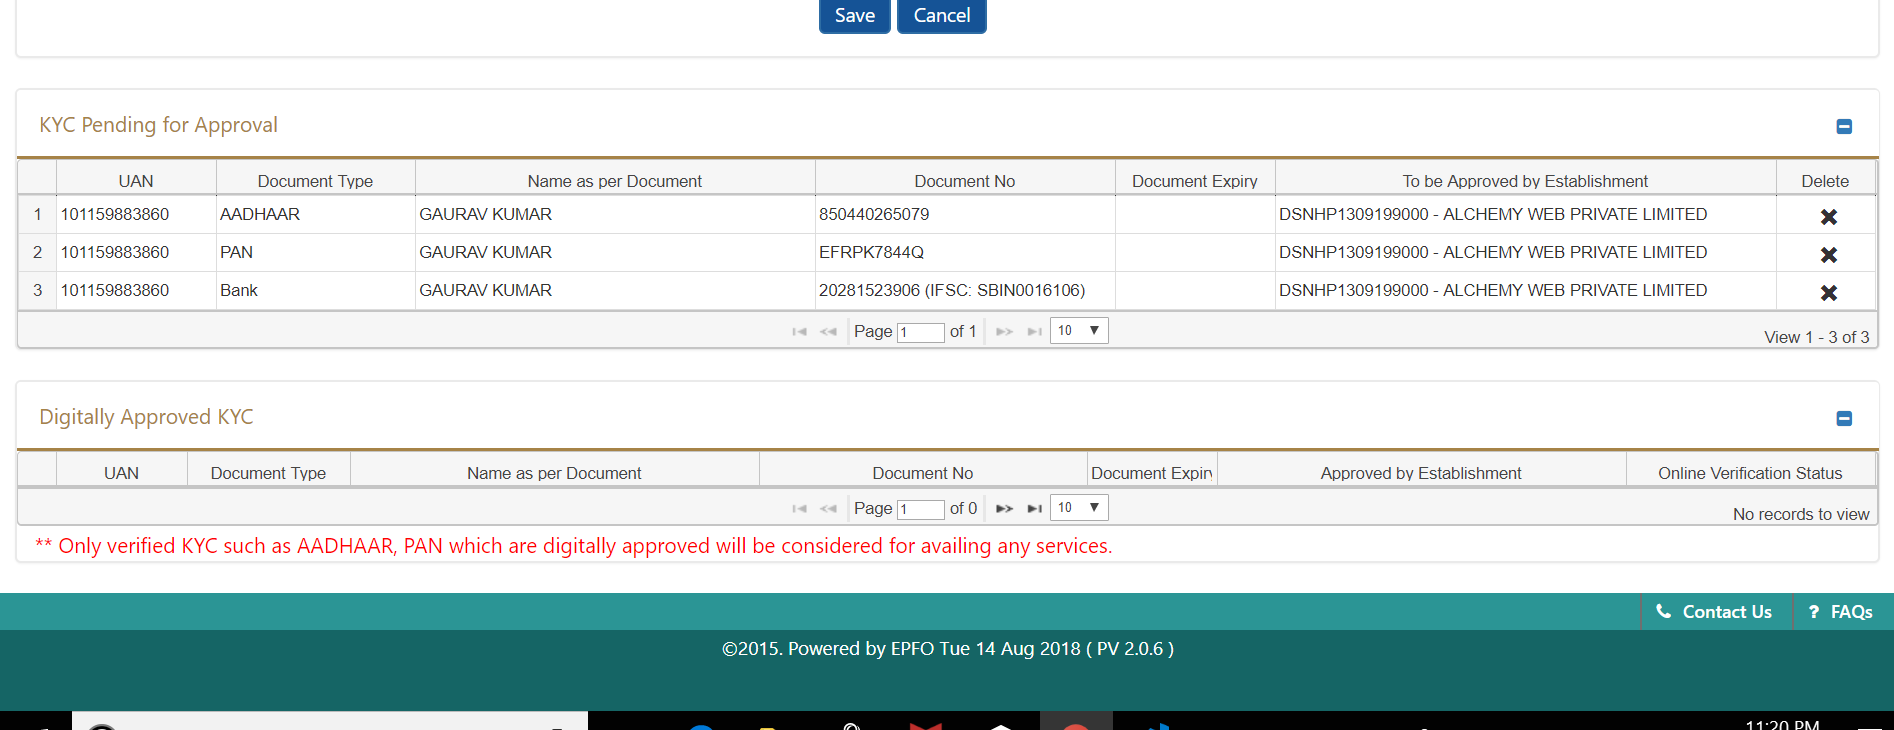 Save Cancel
KYC Pending for Approval
UAN Document Type Name as per Document Document No Document Expiry To be Approved by Establishment Delete
1 101159883860 AADHAAR GAURAV KUMAR 850440265079 DSNHP1309199000 - ALCHEMY WEB PRIVATE LIMITED
2 101159883860 PAN GAURAV KUMAR EFRPK7844Q DSNHP1309199000 - ALCHEMY WEB PRIVATE LIMITED
3 101159883860 Bank GAURAV KUMAR 20281523906 (IFSC: SBIN0016106) DSNHP1309199000 - ALCHEMY WEB PRIVATE LIMITED
Page 1 of 1 10
View 1 - 3 of 3
Digitally Approved KYC
UAN Document Type Name as per Document Document No Document Expiry Approved by Establishment Online Verification Status
Page 1 of 0 10
No records to view
** Only verified KYC such as AADHAAR, PAN which are digitally approved will be considered for availing any services.
Contact Us ? FAQs
©2015. Powered by EPFO Tue 14 Aug 2018 ( PV 2.0.6 )
11:20 PM